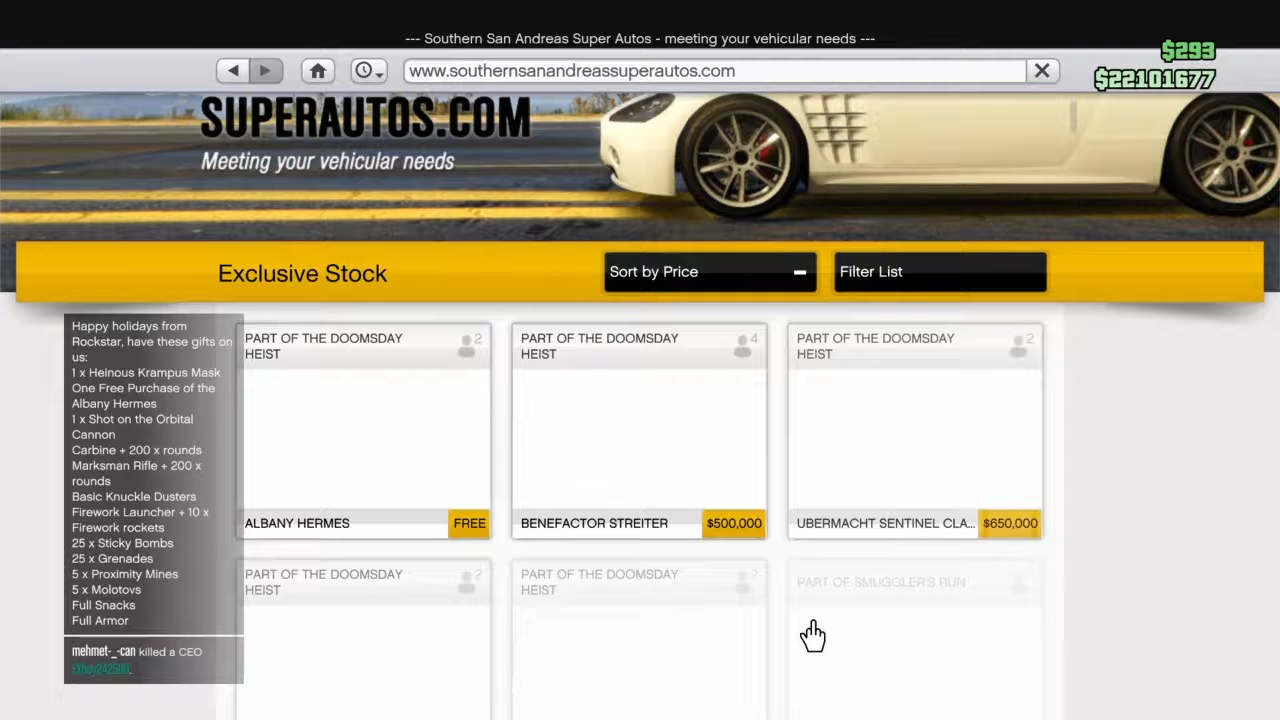 --- Southern San Andreas Super Autos - meeting your vehicular needs ---
$293
www.southernsanandreassuperautos.com
$22101677
SUPERAUTOS.COM
Meeting your vehicular needs
Exclusive Stock
Sort by Price
Filter List
Happy holidays from
Rockstar, have these gifts on
us:
1 x Heinous Krampus Mask
One Free Purchase of the
Albany Hermes
1 x Shot on the Orbital
Cannon
Carbine + 200 x rounds
Marksman Rifle + 200 x
rounds
Basic Knuckle Dusters
Firework Launcher + 10 x
Firework rockets
25 x Sticky Bombs
25 x Grenades
5 x Proximity Mines
5 x Molotovs
Full Snacks
Full Armor
mehmet-_-can killed a CEO
PART OF THE DOOMSDAY
HEIST
2
ALBANY HERMES
FREE
PART OF THE DOOMSDAY
HEIST
4
BENEFACTOR STREITER
$500,000
PART OF THE DOOMSDAY
HEIST
2
UBERMACHT SENTINEL CLA...
$650,000
PART OF THE DOOMSDAY
HEIST
2
PART OF THE DOOMSDAY
HEIST
2
PART OF SMUGGLER'S RUN